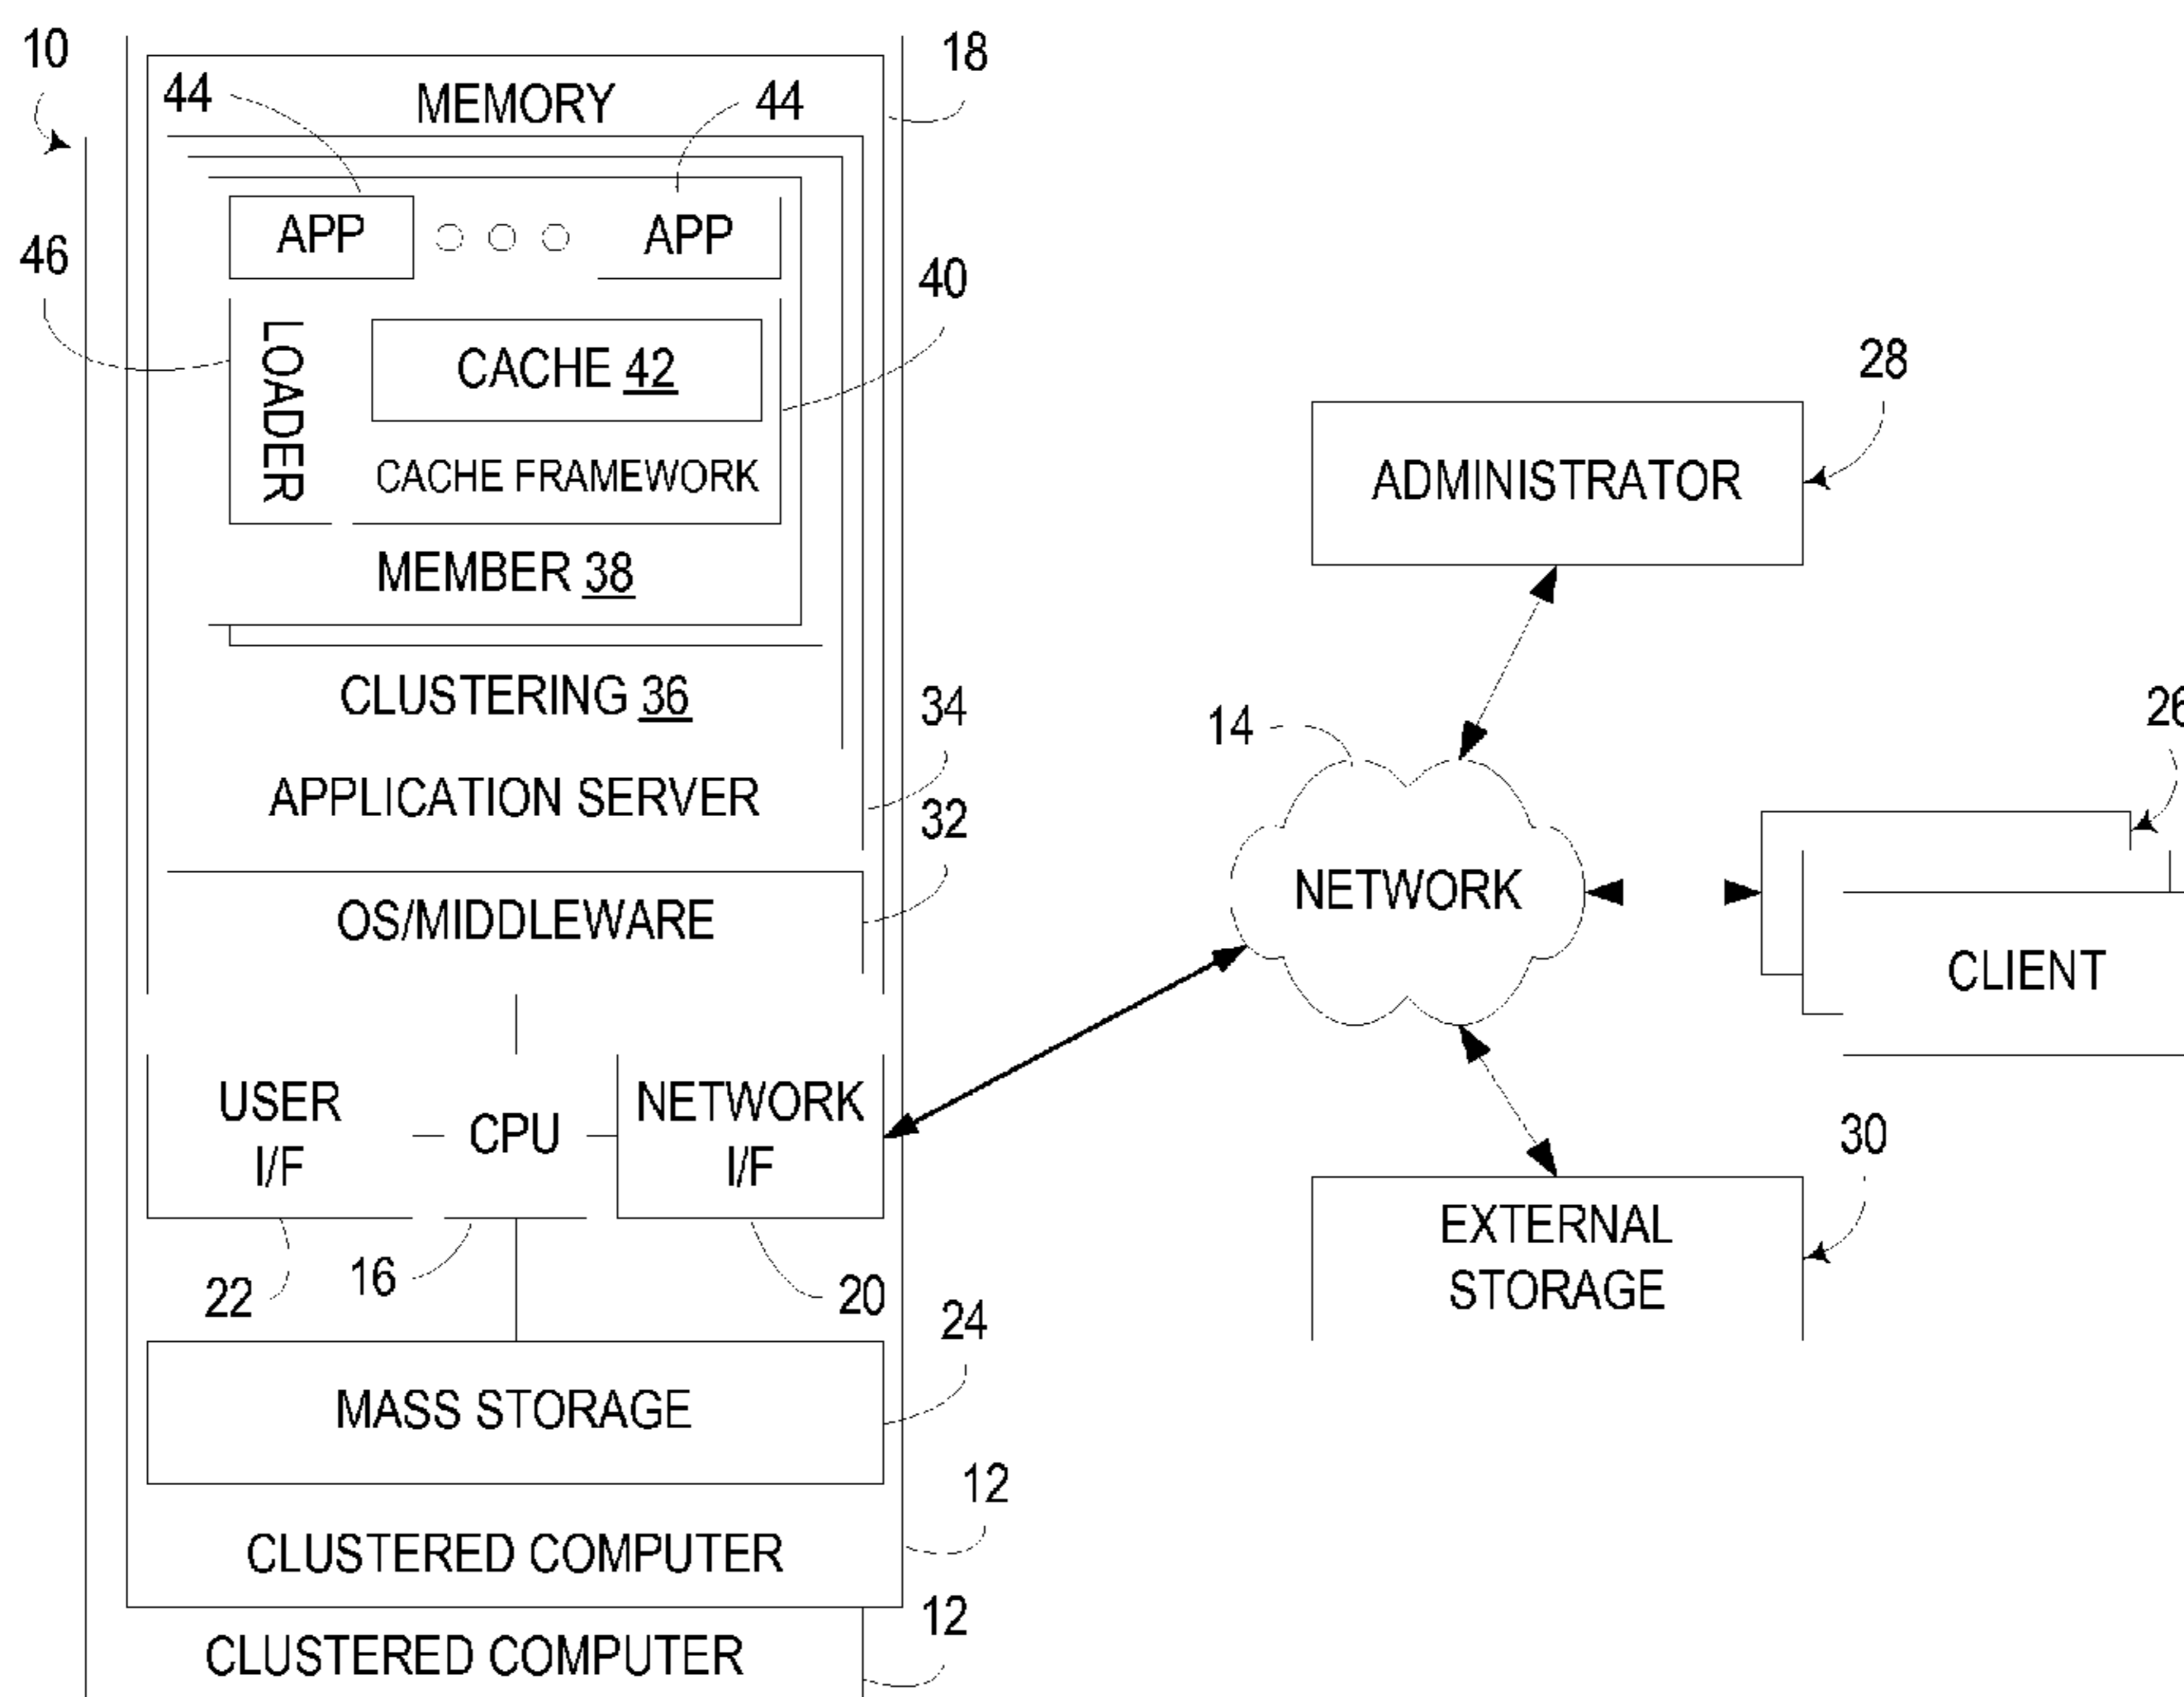 10
18
44
MEMORY
44
APP
APP
46
40
LOADER
CACHE 42
CACHE FRAMEWORK
MEMBER 38
CLUSTERING 36
34
APPLICATION SERVER
32
OS/MIDDLEWARE
USER
I/F
CPU
NETWORK
I/F
22
16
20
24
MASS STORAGE
12
CLUSTERED COMPUTER
12
CLUSTERED COMPUTER
28
ADMINISTRATOR
14
26
NETWORK
CLIENT
30
EXTERNAL
STORAGE